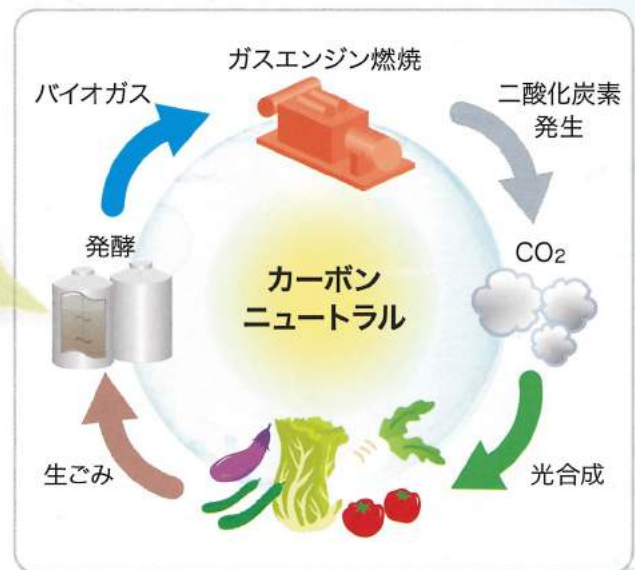 ガスエンジン燃焼
バイオガス
二酸化炭素
発生
発酵
CO₂
カーボン
ニュートラル
生ごみ
光合成